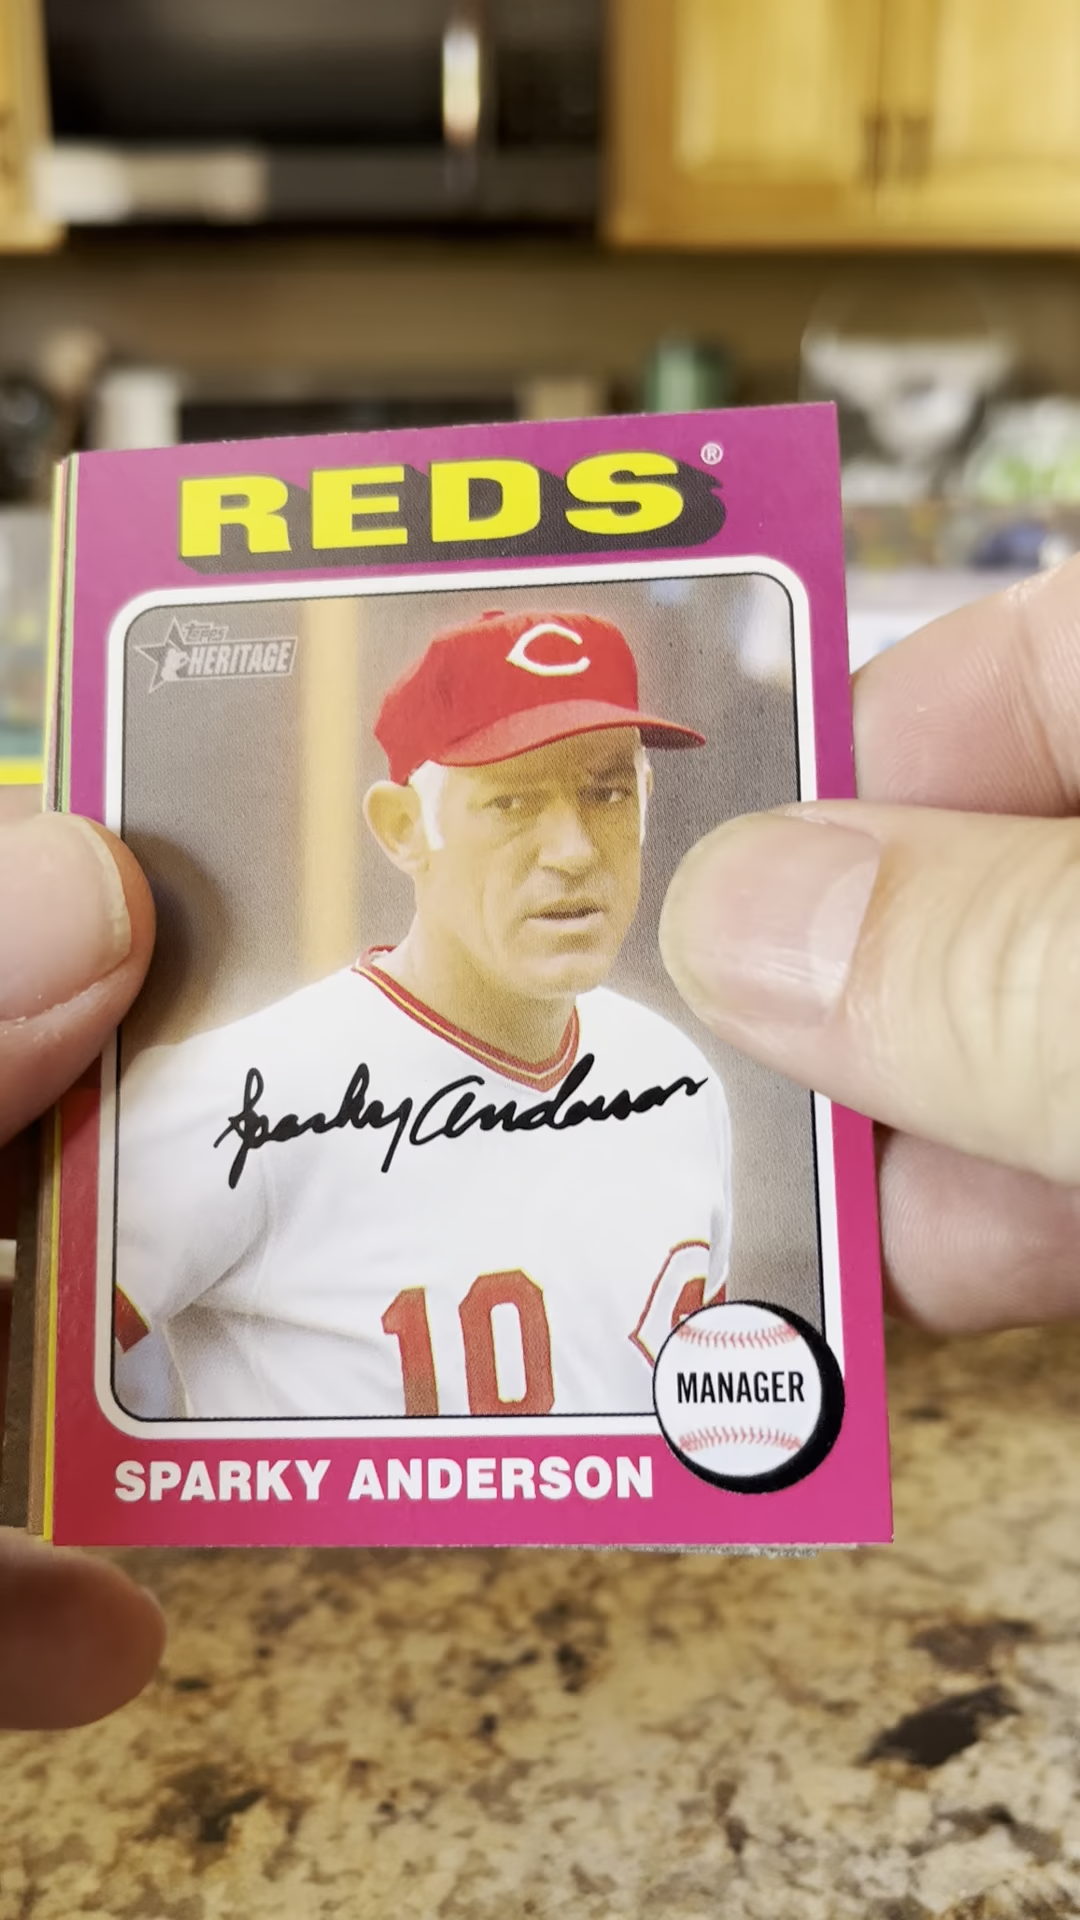 REDS®
Topps
HERITAGE
C
Sparky Anderson
10
MANAGER
SPARKY ANDERSON